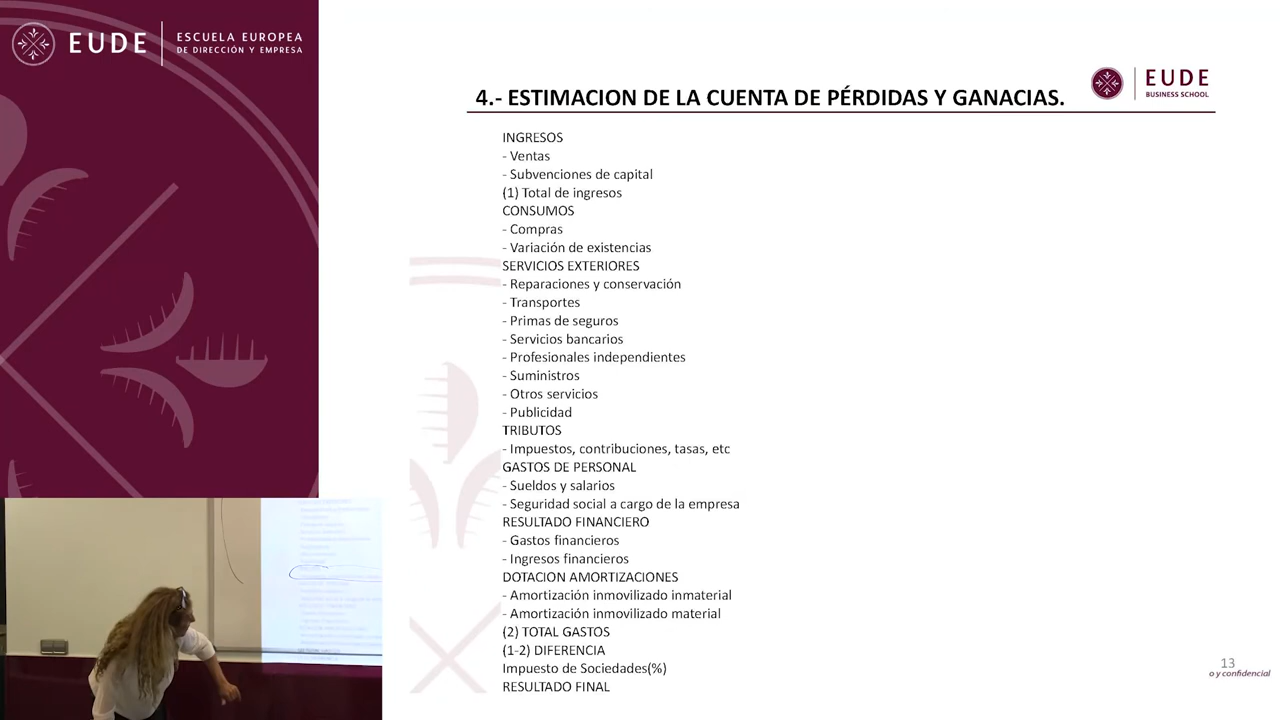 EUDE
ESCUELA EUROPEA
DE DIRECCIÓN Y EMPRESA
4.- ESTIMACION DE LA CUENTA DE PÉRDIDAS Y GANACIAS.
EUDE
BUSINESS SCHOOL
INGRESOS
- Ventas
- Subvenciones de capital
(1) Total de ingresos
CONSUMOS
- Compras
- Variación de existencias
SERVICIOS EXTERIORES
- Reparaciones y conservación
- Transportes
- Primas de seguros
- Servicios bancarios
- Profesionales independientes
- Suministros
- Otros servicios
- Publicidad
TRIBUTOS
- Impuestos, contribuciones, tasas, etc
GASTOS DE PERSONAL
- Sueldos y salarios
- Seguridad social a cargo de la empresa
RESULTADO FINANCIERO
- Gastos financieros
- Ingresos financieros
DOTACION AMORTIZACIONES
- Amortización inmovilizado inmaterial
- Amortización inmovilizado material
(2) TOTAL GASTOS
(1-2) DIFERENCIA
Impuesto de Sociedades(%)
RESULTADO FINAL
13
o y confidencial